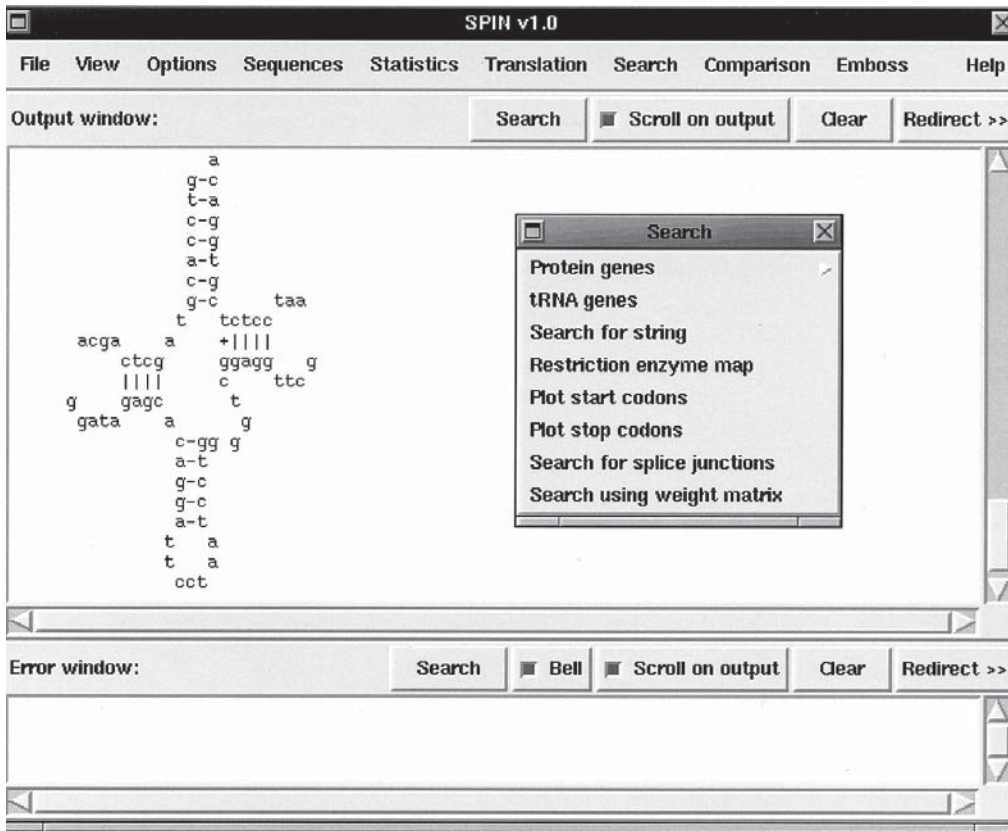 SPIN v1.0
File View Options Sequences Statistics Translation Search Comparison Emboss Help
Output window: Search Scroll on output Clear Redirect >>
a
g-c
t-a
c-g
c-g
a-t
c-g
g-c taa
t tctcc
acga a +||||
ctcg ggagg g
|||| c ttc
g gagc t
gata a g
c-gg g
a-t
g-c
g-c
a-t
t a
t a
cct
Search
Protein genes
tRNA genes
Search for string
Restriction enzyme map
Plot start codons
Plot stop codons
Search for splice junctions
Search using weight matrix
Error window: Search Bell Scroll on output Clear Redirect >>